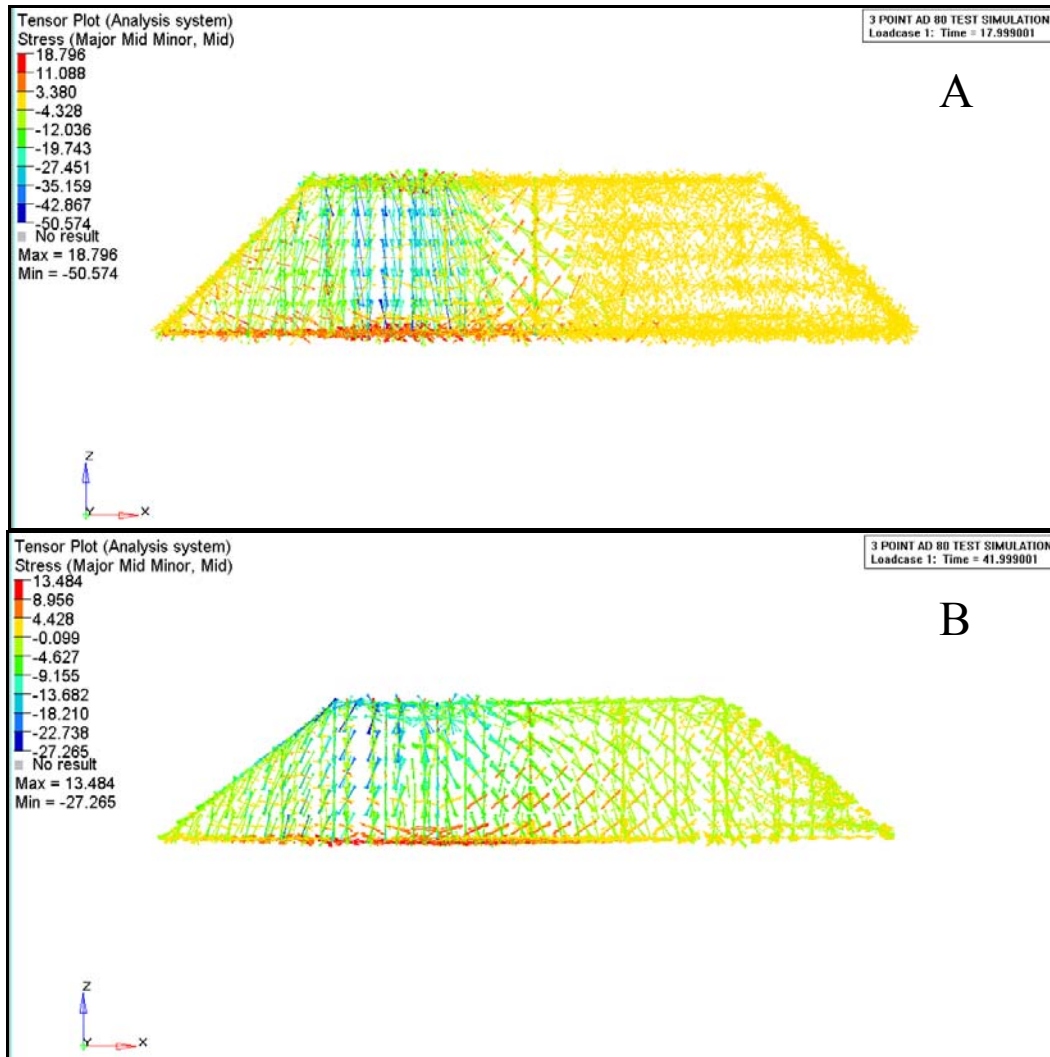 Tensor Plot (Analysis system)
Stress (Major Mid Minor, Mid)
18.796
11.088
3.380
-4.328
-12.036
-19.743
-27.451
-35.159
-42.867
-50.574
No result
Max = 18.796
Min = -50.574
3 POINT AD 80 TEST SIMULATION
Loadcase 1: Time = 17.999001
A
Z
Y
X
Tensor Plot (Analysis system)
Stress (Major Mid Minor, Mid)
13.484
8.956
4.428
-0.099
-4.627
-9.155
-13.682
-18.210
-22.738
-27.265
No result
Max = 13.484
Min = -27.265
3 POINT AD 80 TEST SIMULATION
Loadcase 1: Time = 41.999001
B
Z
Y
X